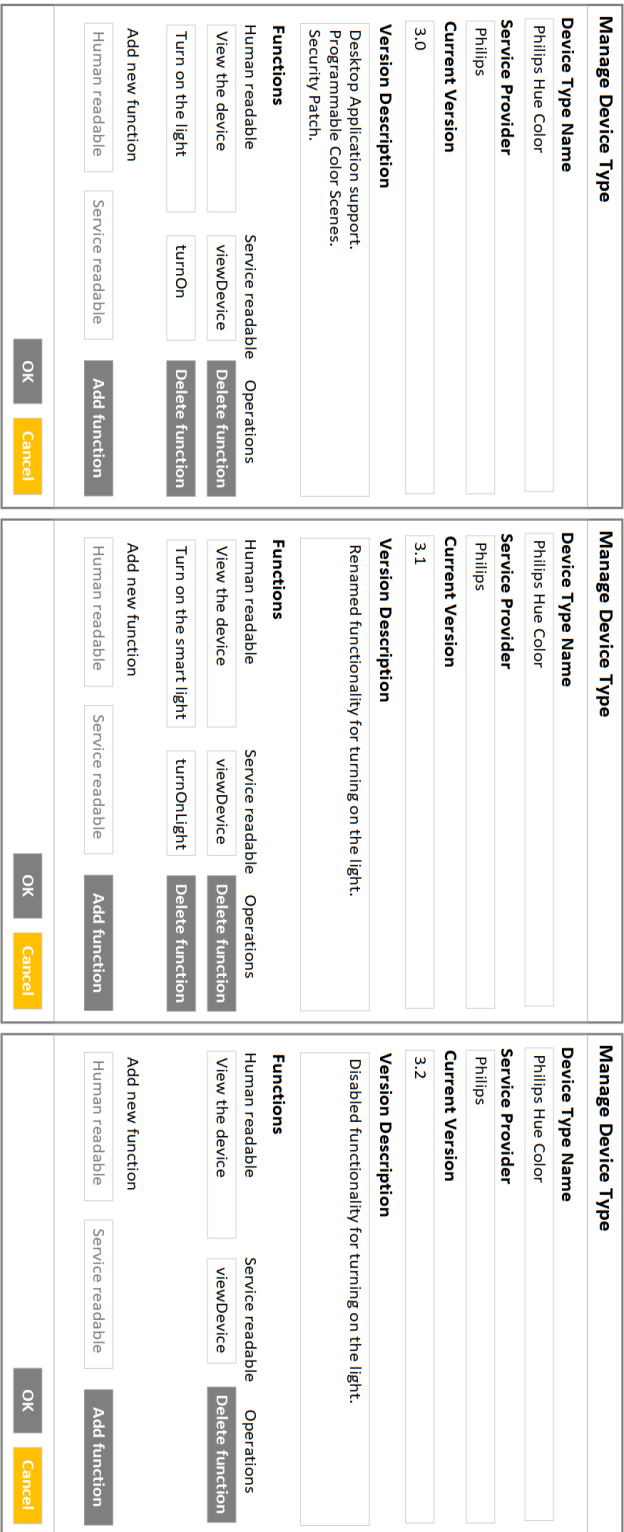 Manage Device Type
Device Type Name
Philips Hue Color
Service Provider
Philips
Current Version
3.0
Version Description
Desktop Application support.
Programmable Color Scenes.
Security Patch.
Functions
Human readable Service readable Operations
View the device viewDevice Delete function
Turn on the light turnOn Delete function
Add new function
Human readable Service readable Add function
OK Cancel
Manage Device Type
Device Type Name
Philips Hue Color
Service Provider
Philips
Current Version
3.1
Version Description
Renamed functionality for turning on the light.
Functions
Human readable Service readable Operations
View the device viewDevice Delete function
Turn on the smart light turnOnLight Delete function
Add new function
Human readable Service readable Add function
OK Cancel
Manage Device Type
Device Type Name
Philips Hue Color
Service Provider
Philips
Current Version
3.2
Version Description
Disabled functionality for turning on the light.
Functions
Human readable Service readable Operations
View the device viewDevice Delete function
Add new function
Human readable Service readable Add function
OK Cancel